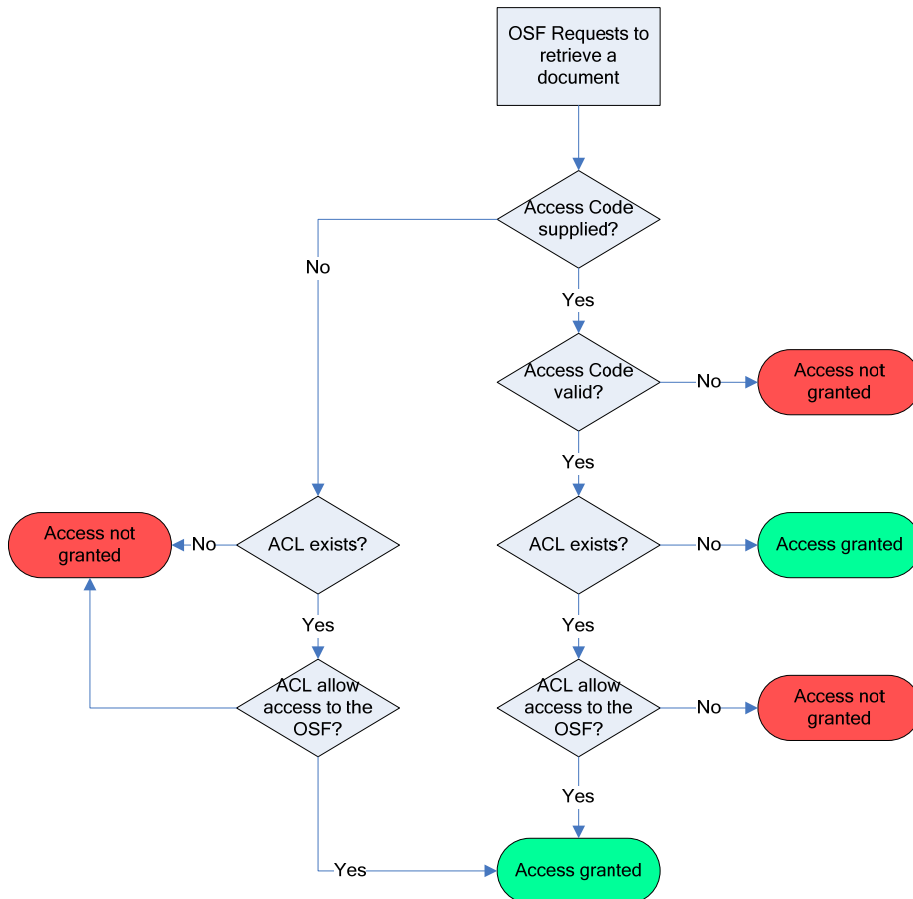 OSF Requests to
retrieve a
document
Access Code
supplied?
No
Yes
Access Code
valid?
No
Access not
granted
Yes
Access not
granted
No
ACL exists?
ACL exists?
No
Access granted
Yes
Yes
ACL allow
access to the
OSF?
ACL allow
access to the
OSF?
No
Access not
granted
Yes
Yes
Access granted